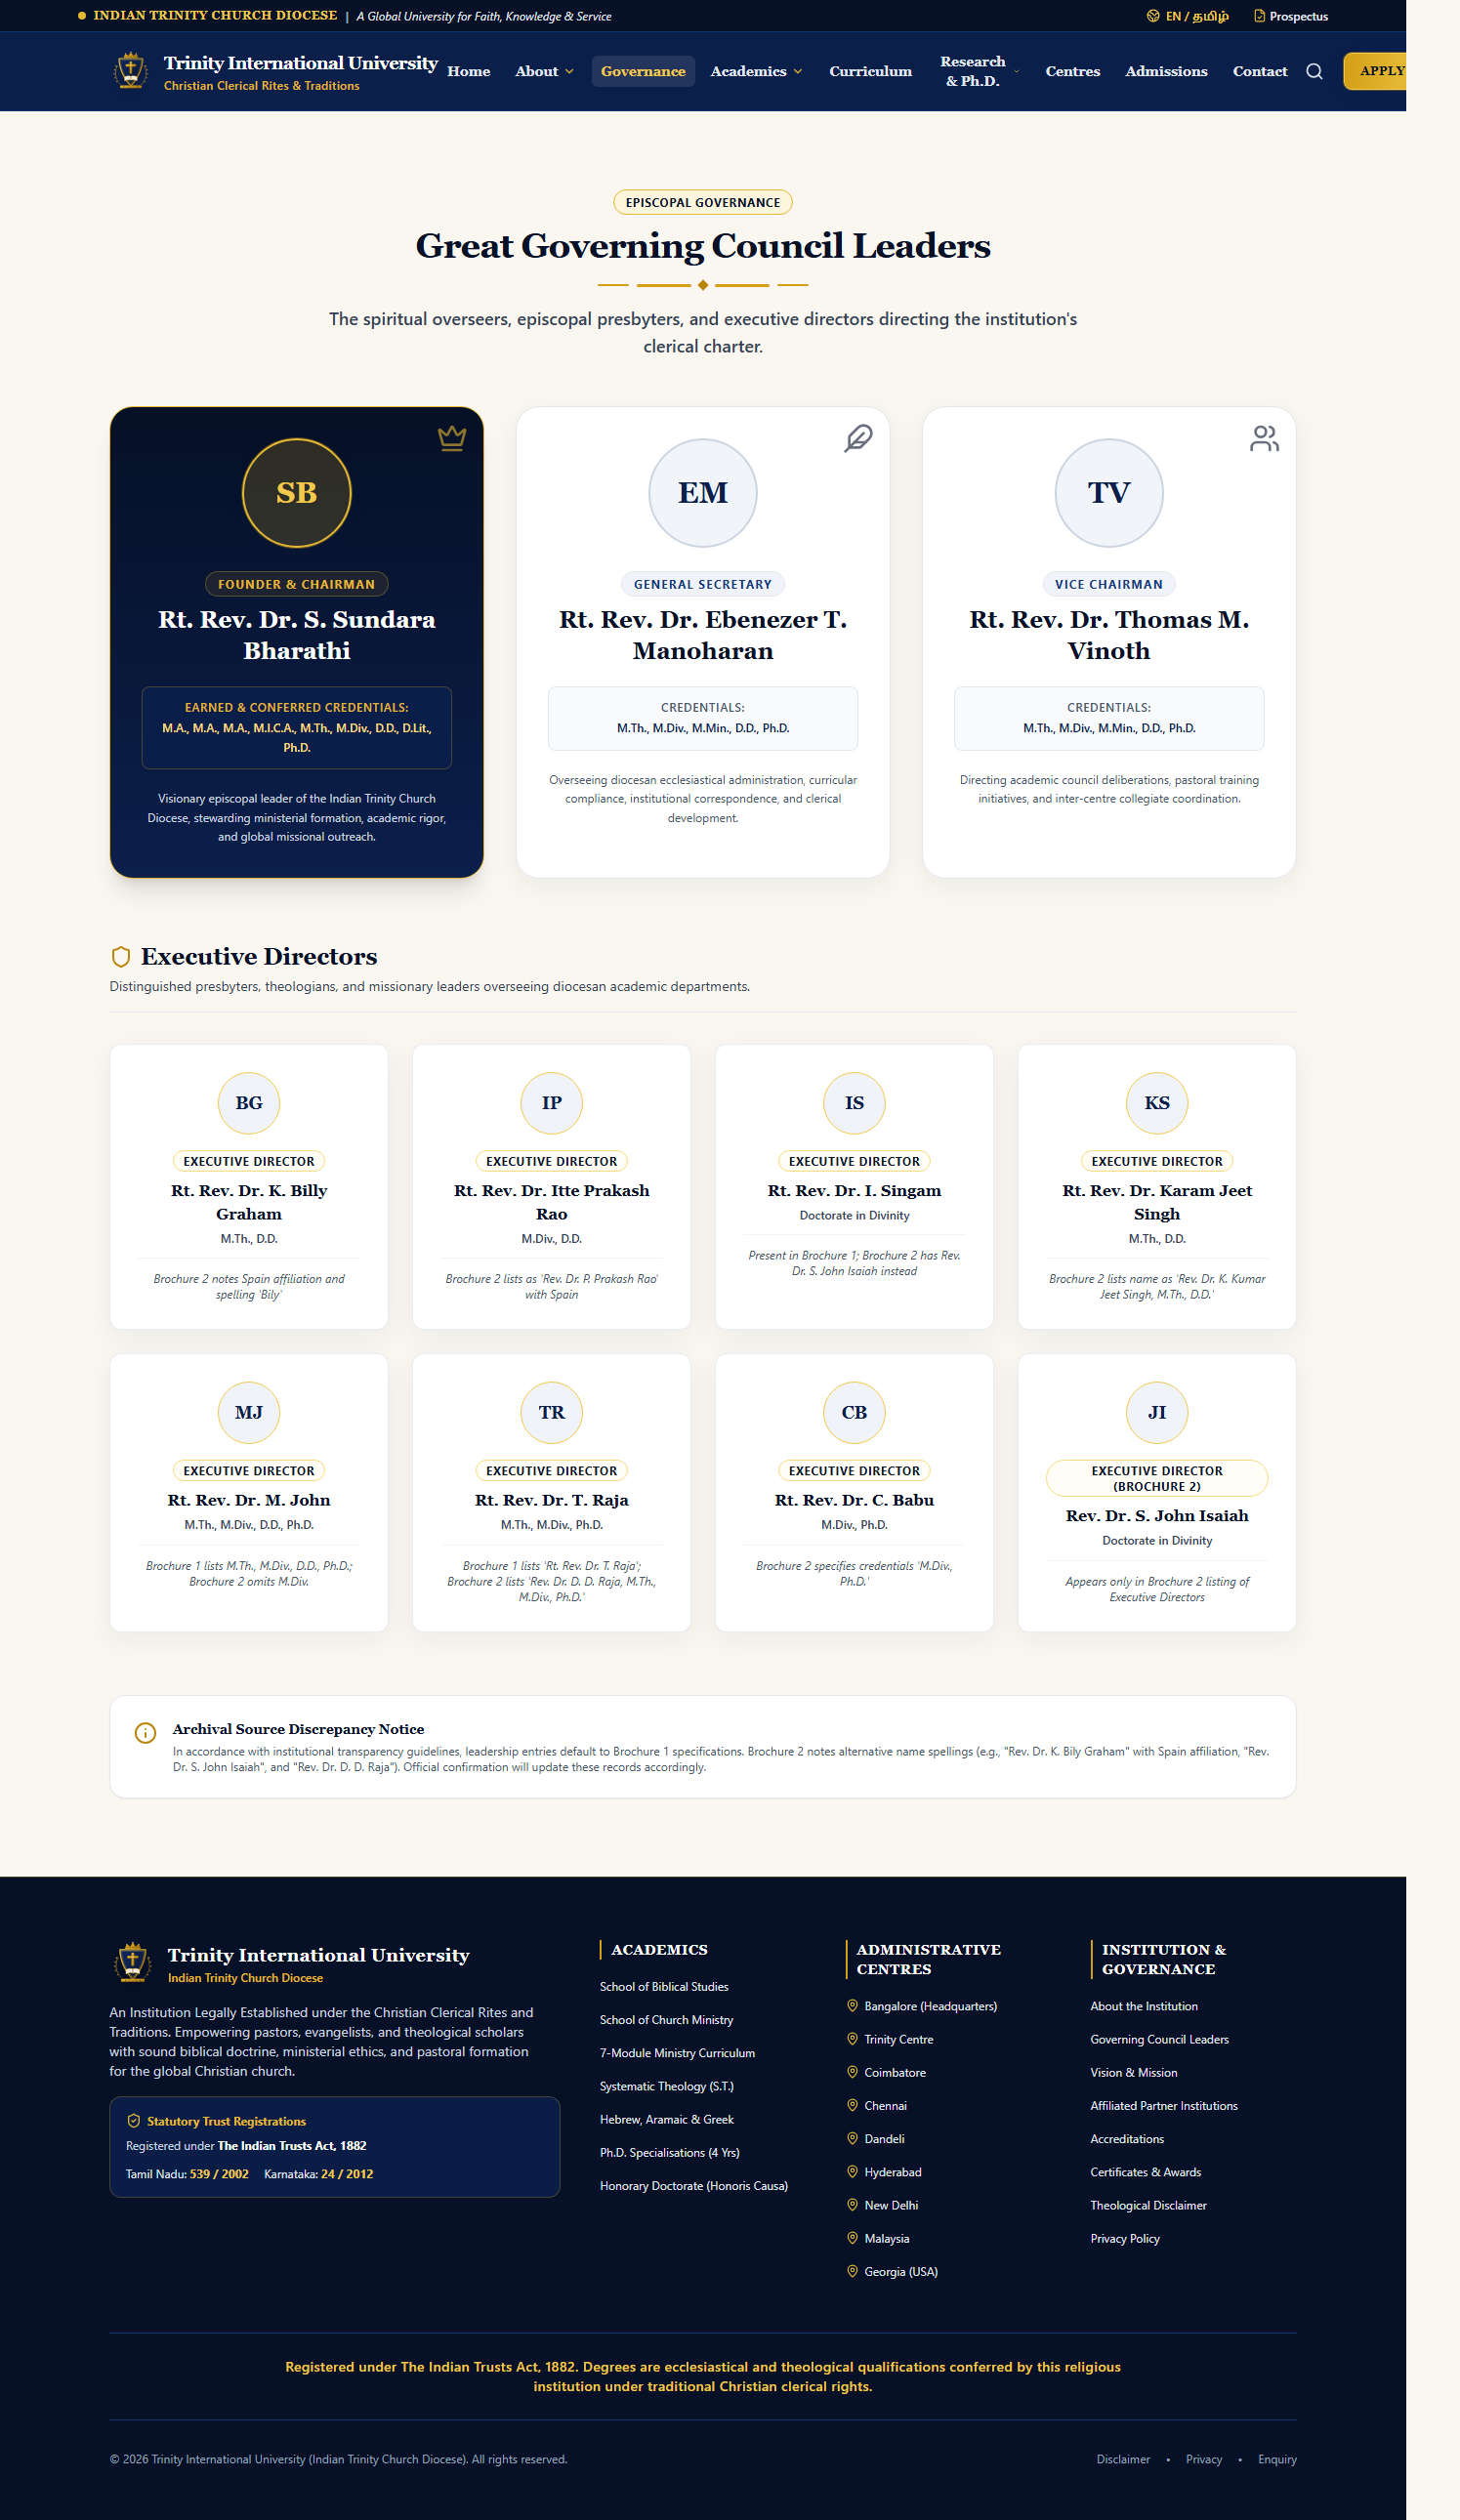 INDIAN TRINITY CHURCH DIOCESE | A Global University for Faith, Knowledge & Service
EN / தமிழ்
Prospectus
Trinity International University
Christian Clerical Rites & Traditions
Home
About
Governance
Academics
Curriculum
Research
& Ph.D.
Centres
Admissions
Contact
APPLY
EPISCOPAL GOVERNANCE
Great Governing Council Leaders
The spiritual overseers, episcopal presbyters, and executive directors directing the institution's
clerical charter.
SB
FOUNDER & CHAIRMAN
Rt. Rev. Dr. S. Sundara
Bharathi
EARNED & CONFERRED CREDENTIALS:
M.A., M.A., M.A., M.I.C.A., M.Th., M.Div., D.D., D.Lit.,
Ph.D.
Visionary episcopal leader of the Indian Trinity Church
Diocese, stewarding ministerial formation, academic rigor,
and global missional outreach.
EM
GENERAL SECRETARY
Rt. Rev. Dr. Ebenezer T.
Manoharan
CREDENTIALS:
M.Th., M.Div., M.Min., D.D., Ph.D.
Overseeing diocesan ecclesiastical administration, curricular
compliance, institutional correspondence, and clerical
development.
TV
VICE CHAIRMAN
Rt. Rev. Dr. Thomas M.
Vinoth
CREDENTIALS:
M.Th., M.Div., M.Min., D.D., Ph.D.
Directing academic council deliberations, pastoral training
initiatives, and inter-centre collegiate coordination.
Executive Directors
Distinguished presbyters, theologians, and missionary leaders overseeing diocesan academic departments.
BG
EXECUTIVE DIRECTOR
Rt. Rev. Dr. K. Billy
Graham
M.Th., D.D.
Brochure 2 notes Spain affiliation and
spelling 'Bily'
IP
EXECUTIVE DIRECTOR
Rt. Rev. Dr. Itte Prakash
Rao
M.Div., D.D.
Brochure 2 lists as 'Rev. Dr. P. Prakash Rao'
with Spain
IS
EXECUTIVE DIRECTOR
Rt. Rev. Dr. I. Singam
Doctorate in Divinity
Present in Brochure 1; Brochure 2 has Rev.
Dr. S. John Isaiah instead
KS
EXECUTIVE DIRECTOR
Rt. Rev. Dr. Karam Jeet
Singh
M.Th., D.D.
Brochure 2 lists name as 'Rev. Dr. K. Kumar
Jeet Singh, M.Th., D.D.'
MJ
EXECUTIVE DIRECTOR
Rt. Rev. Dr. M. John
M.Th., M.Div., D.D., Ph.D.
Brochure 1 lists M.Th., M.Div., D.D., Ph.D.;
Brochure 2 omits M.Div.
TR
EXECUTIVE DIRECTOR
Rt. Rev. Dr. T. Raja
M.Th., M.Div., Ph.D.
Brochure 1 lists 'Rt. Rev. Dr. T. Raja';
Brochure 2 lists 'Rev. Dr. D. D. Raja, M.Th.,
M.Div., Ph.D.'
CB
EXECUTIVE DIRECTOR
Rt. Rev. Dr. C. Babu
M.Div., Ph.D.
Brochure 2 specifies credentials 'M.Div.,
Ph.D.'
JI
EXECUTIVE DIRECTOR
(BROCHURE 2)
Rev. Dr. S. John Isaiah
Doctorate in Divinity
Appears only in Brochure 2 listing of
Executive Directors
Archival Source Discrepancy Notice
In accordance with institutional transparency guidelines, leadership entries default to Brochure 1 specifications. Brochure 2 notes alternative name spellings (e.g., "Rev. Dr. K. Bily Graham" with Spain affiliation, "Rev.
Dr. S. John Isaiah", and "Rev. Dr. D. D. Raja"). Official confirmation will update these records accordingly.
Trinity International University
Indian Trinity Church Diocese
An Institution Legally Established under the Christian Clerical Rites and
Traditions. Empowering pastors, evangelists, and theological scholars
with sound biblical doctrine, ministerial ethics, and pastoral formation
for the global Christian church.
Statutory Trust Registrations
Registered under The Indian Trusts Act, 1882
Tamil Nadu: 539 / 2002 Karnataka: 24 / 2012
ACADEMICS
School of Biblical Studies
School of Church Ministry
7-Module Ministry Curriculum
Systematic Theology (S.T.)
Hebrew, Aramaic & Greek
Ph.D. Specialisations (4 Yrs)
Honorary Doctorate (Honoris Causa)
ADMINISTRATIVE
CENTRES
Bangalore (Headquarters)
Trinity Centre
Coimbatore
Chennai
Dandeli
Hyderabad
New Delhi
Malaysia
Georgia (USA)
INSTITUTION &
GOVERNANCE
About the Institution
Governing Council Leaders
Vision & Mission
Affiliated Partner Institutions
Accreditations
Certificates & Awards
Theological Disclaimer
Privacy Policy
Registered under The Indian Trusts Act, 1882. Degrees are ecclesiastical and theological qualifications conferred by this religious
institution under traditional Christian clerical rights.
© 2026 Trinity International University (Indian Trinity Church Diocese). All rights reserved.
Disclaimer • Privacy • Enquiry